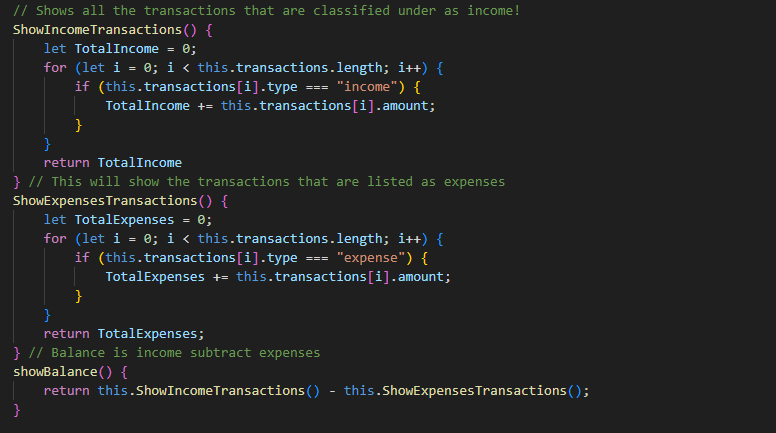 // Shows all the transactions that are classified under as income!
ShowIncomeTransactions() {
    let TotalIncome = 0;
    for (let i = 0; i < this.transactions.length; i++) {
        if (this.transactions[i].type === "income") {
            TotalIncome += this.transactions[i].amount;
        }
    }
    return TotalIncome
} // This will show the transactions that are listed as expenses
ShowExpensesTransactions() {
    let TotalExpenses = 0;
    for (let i = 0; i < this.transactions.length; i++) {
        if (this.transactions[i].type === "expense") {
            TotalExpenses += this.transactions[i].amount;
        }
    }
    return TotalExpenses;
} // Balance is income subtract expenses
showBalance() {
    return this.ShowIncomeTransactions() - this.ShowExpensesTransactions();
}